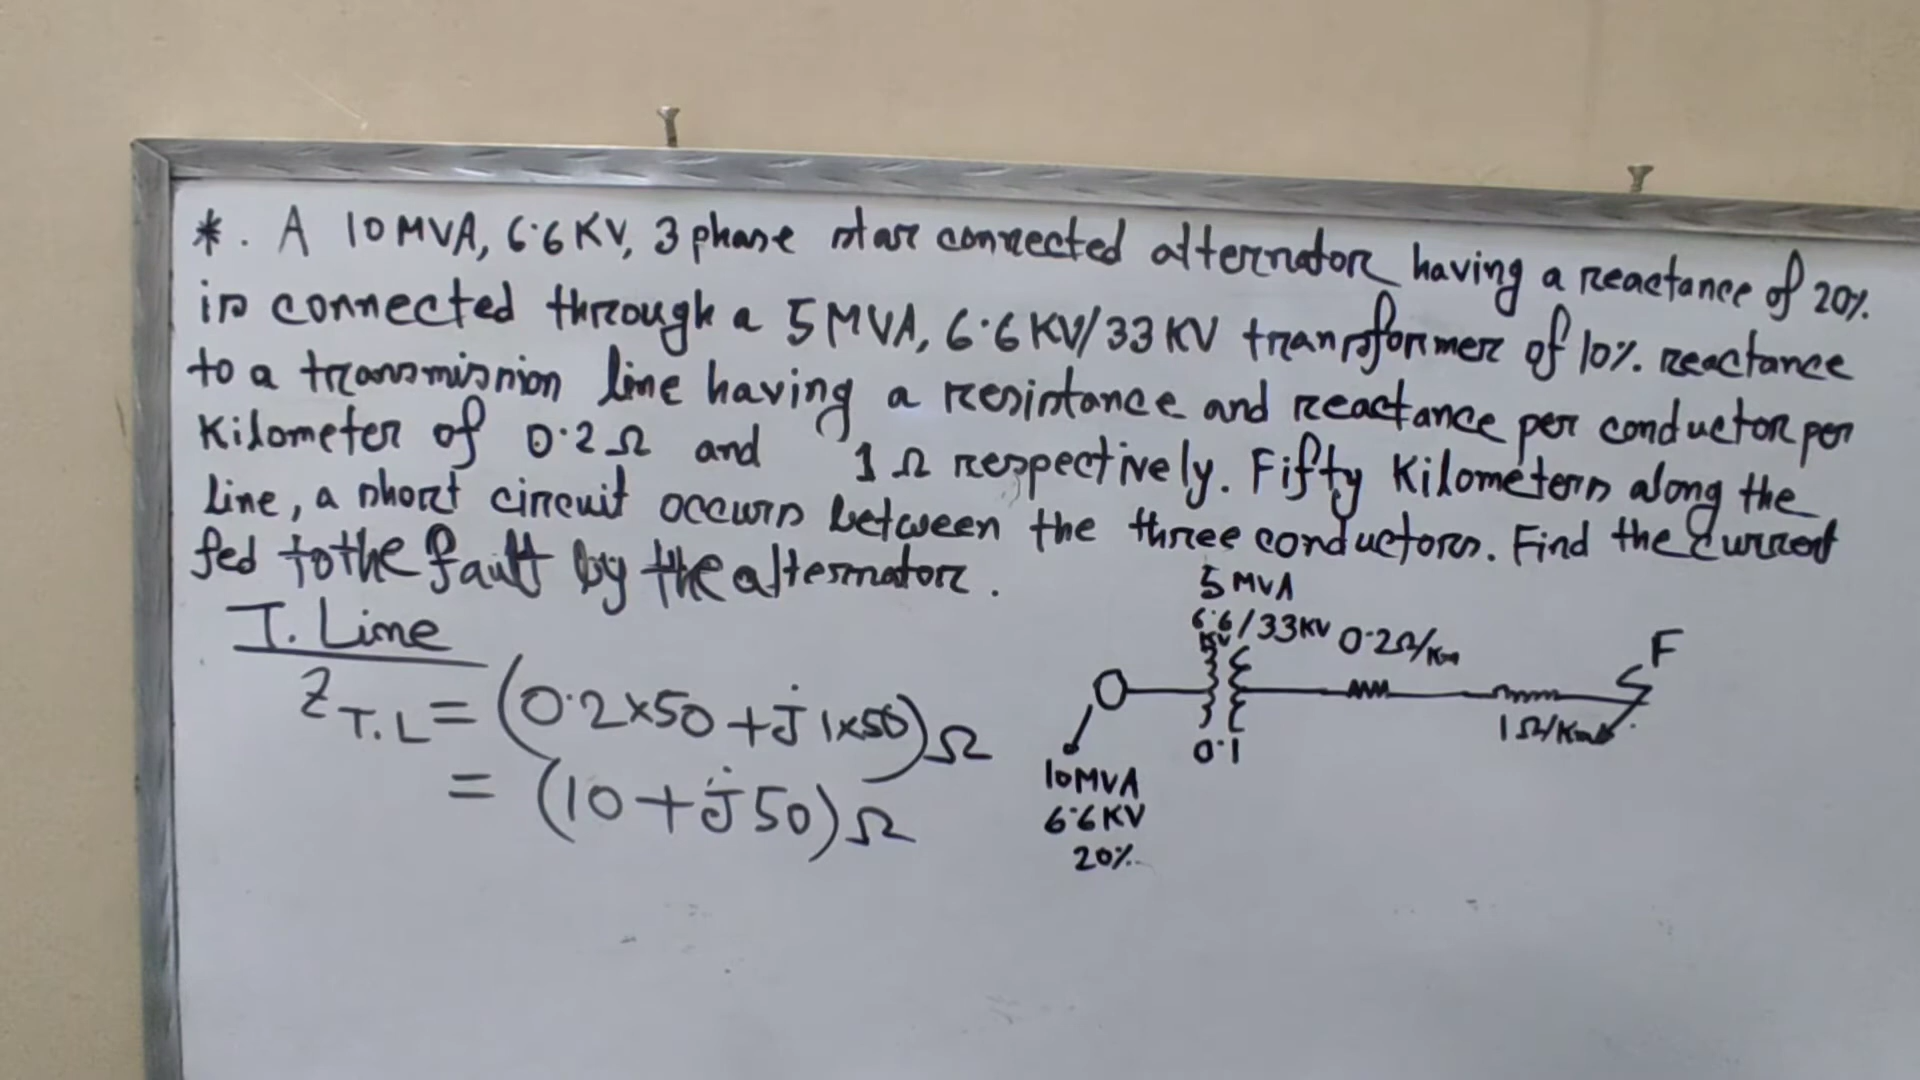 *. A 10 MVA, 6.6 KV, 3 phase star connected alternator having a reactance of 20%.
is connected through a 5 MVA, 6.6 KV/33 KV transformer of 10% reactance
to a transmission line having a resistance and reactance per conductor per
Kilometer of 0.2 Ω and 1 Ω respectively. Fifty Kilometers along the
line, a short circuit occurs between the three conductors. Find the current
fed to the fault by the alternator.
T. Line
Z T.L = (0.2×50 + j 1×50) Ω
= (10 + j 50) Ω
5 MVA
6.6/33KV
KV
0.2Ω/Km
F
0.1
1 Ω/Km
10MVA
6.6KV
20%